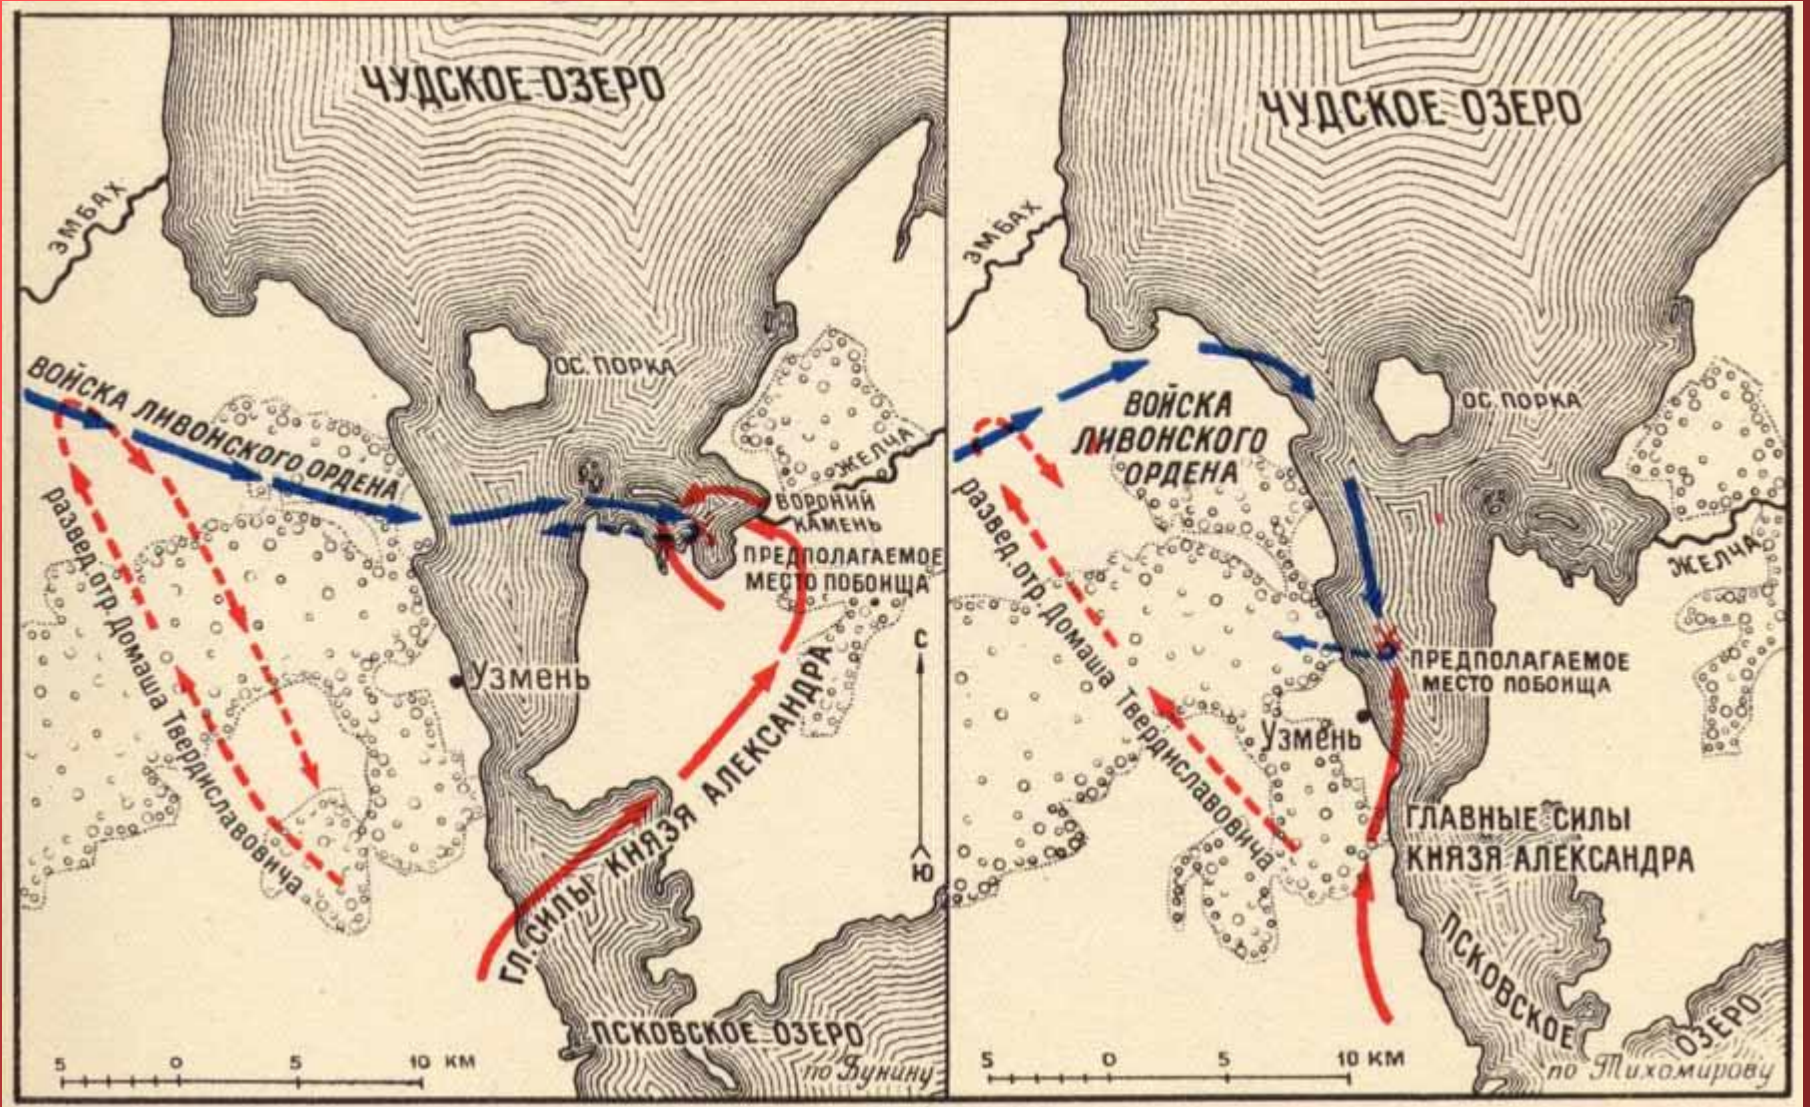 ЧУДСКОЕ ОЗЕРО
ЭМБАХ
ОС. ПОРКА
ВОЙСКА ЛИВОНСКОГО ОРДЕНА
ЖЕЛЧА
ВОРОНИЙ
КАМЕНЬ
ПРЕДПОЛАГАЕМОЕ
МЕСТО ПОБОИЩА
развед. отр. Домаша Твердиславовича
Узмень
С
Ю
ГЛ. СИЛЫ КНЯЗЯ АЛЕКСАНДРА
ПСКОВСКОЕ ОЗЕРО
5 0 5 10 КМ
по Бунину
ЧУДСКОЕ ОЗЕРО
ЭМБАХ
ОС. ПОРКА
ВОЙСКА
ЛИВОНСКОГО
ОРДЕНА
ЖЕЛЧА
развед. отр. Домаша Твердиславовича
ПРЕДПОЛАГАЕМОЕ
МЕСТО ПОБОИЩА
Узмень
ГЛАВНЫЕ СИЛЫ
КНЯЗЯ АЛЕКСАНДРА
ПСКОВСКОЕ
ОЗЕРО
5 0 5 10 КМ
по Тихомирову